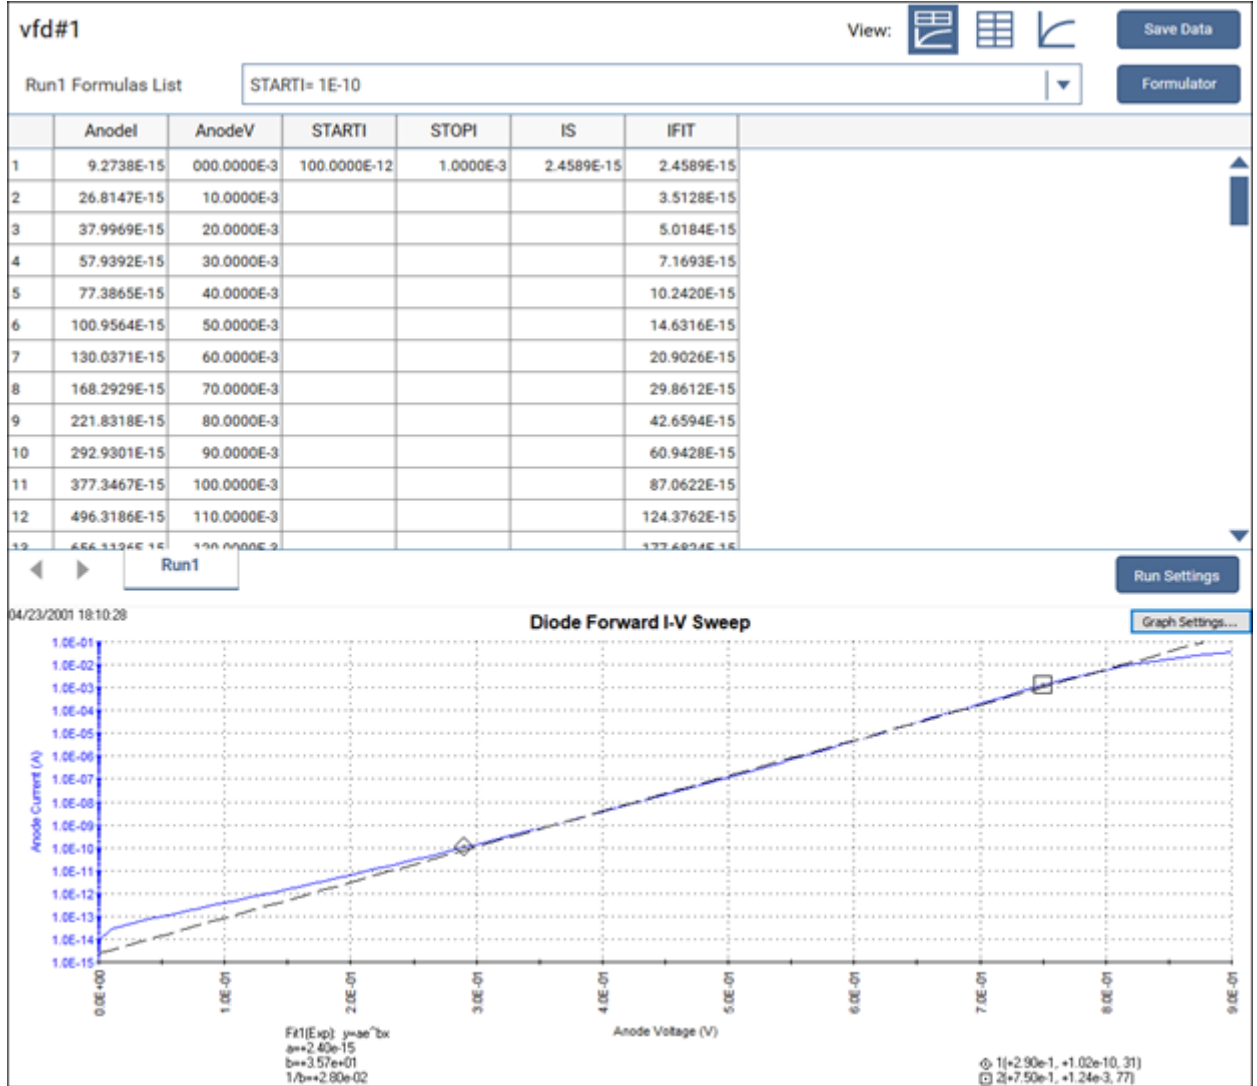 vfd#1
View:
Save Data
Run1 Formulas List
STARTI= 1E-10
Formulator
AnodeI AnodeV STARTI STOPI IS IFIT
1 9.2738E-15 000.0000E-3 100.0000E-12 1.0000E-3 2.4589E-15 2.4589E-15
2 26.8147E-15 10.0000E-3 3.5128E-15
3 37.9969E-15 20.0000E-3 5.0184E-15
4 57.9392E-15 30.0000E-3 7.1693E-15
5 77.3865E-15 40.0000E-3 10.2420E-15
6 100.9564E-15 50.0000E-3 14.6316E-15
7 130.0371E-15 60.0000E-3 20.9026E-15
8 168.2929E-15 70.0000E-3 29.8612E-15
9 221.8318E-15 80.0000E-3 42.6594E-15
10 292.9301E-15 90.0000E-3 60.9428E-15
11 377.3467E-15 100.0000E-3 87.0622E-15
12 496.3186E-15 110.0000E-3 124.3762E-15
Run1
Run Settings
04/23/2001 18:10:28
Diode Forward I-V Sweep
Graph Settings...
1.0E-01
1.0E-02
1.0E-03
1.0E-04
1.0E-05
1.0E-06
1.0E-07
1.0E-08
1.0E-09
1.0E-10
1.0E-11
1.0E-12
1.0E-13
1.0E-14
1.0E-15
Anode Current (A)
0.0E+00
1.0E-01
2.0E-01
3.0E-01
4.0E-01
5.0E-01
6.0E-01
7.0E-01
8.0E-01
9.0E-01
Anode Voltage (V)
Fit1(Exp): y=ae^bx
a=+2.40e-15
b=+3.57e+01
1/b=+2.80e-02
1(+2.90e-1, +1.02e-10, 31)
2(+7.50e-1, +1.24e-3, 77)